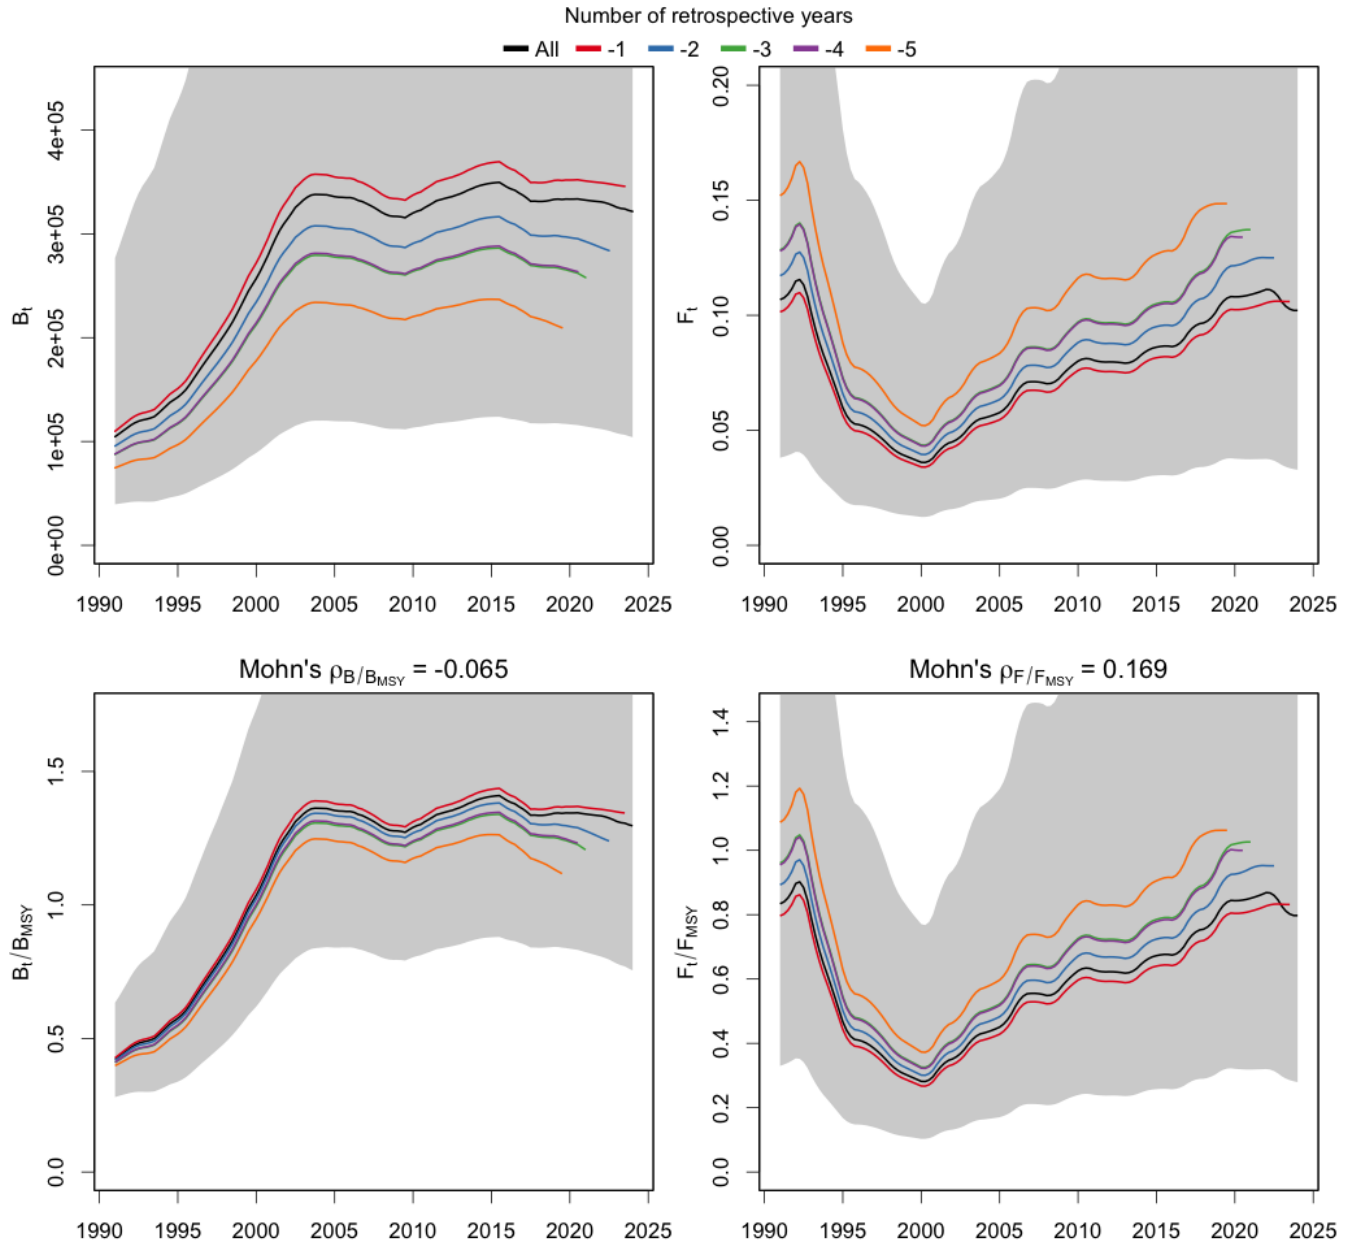 Number of retrospective years
All -1 -2 -3 -4 -5
Bt
0e+00 1e+05 2e+05 3e+05 4e+05
1990 1995 2000 2005 2010 2015 2020 2025
Ft
0.00 0.05 0.10 0.15 0.20
1990 1995 2000 2005 2010 2015 2020 2025
Mohn's ρB/BMSY = -0.065
Bt/BMSY
0.0 0.5 1.0 1.5
1990 1995 2000 2005 2010 2015 2020 2025
Mohn's ρF/FMSY = 0.169
Ft/FMSY
0.0 0.2 0.4 0.6 0.8 1.0 1.2 1.4
1990 1995 2000 2005 2010 2015 2020 2025